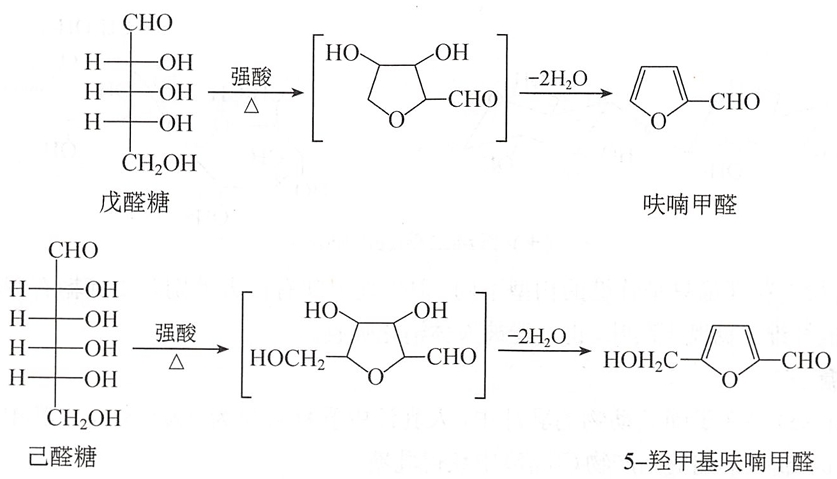 CHO
H OH
H OH
H OH
CH₂OH
戊醛糖
强酸
△
HO OH
O CHO
−2H₂O
O CHO
呋喃甲醛
CHO
H OH
H OH
H OH
H OH
CH₂OH
己醛糖
强酸
△
HO OH
HOCH₂ O CHO
−2H₂O
HOH₂C O CHO
5-羟甲基呋喃甲醛